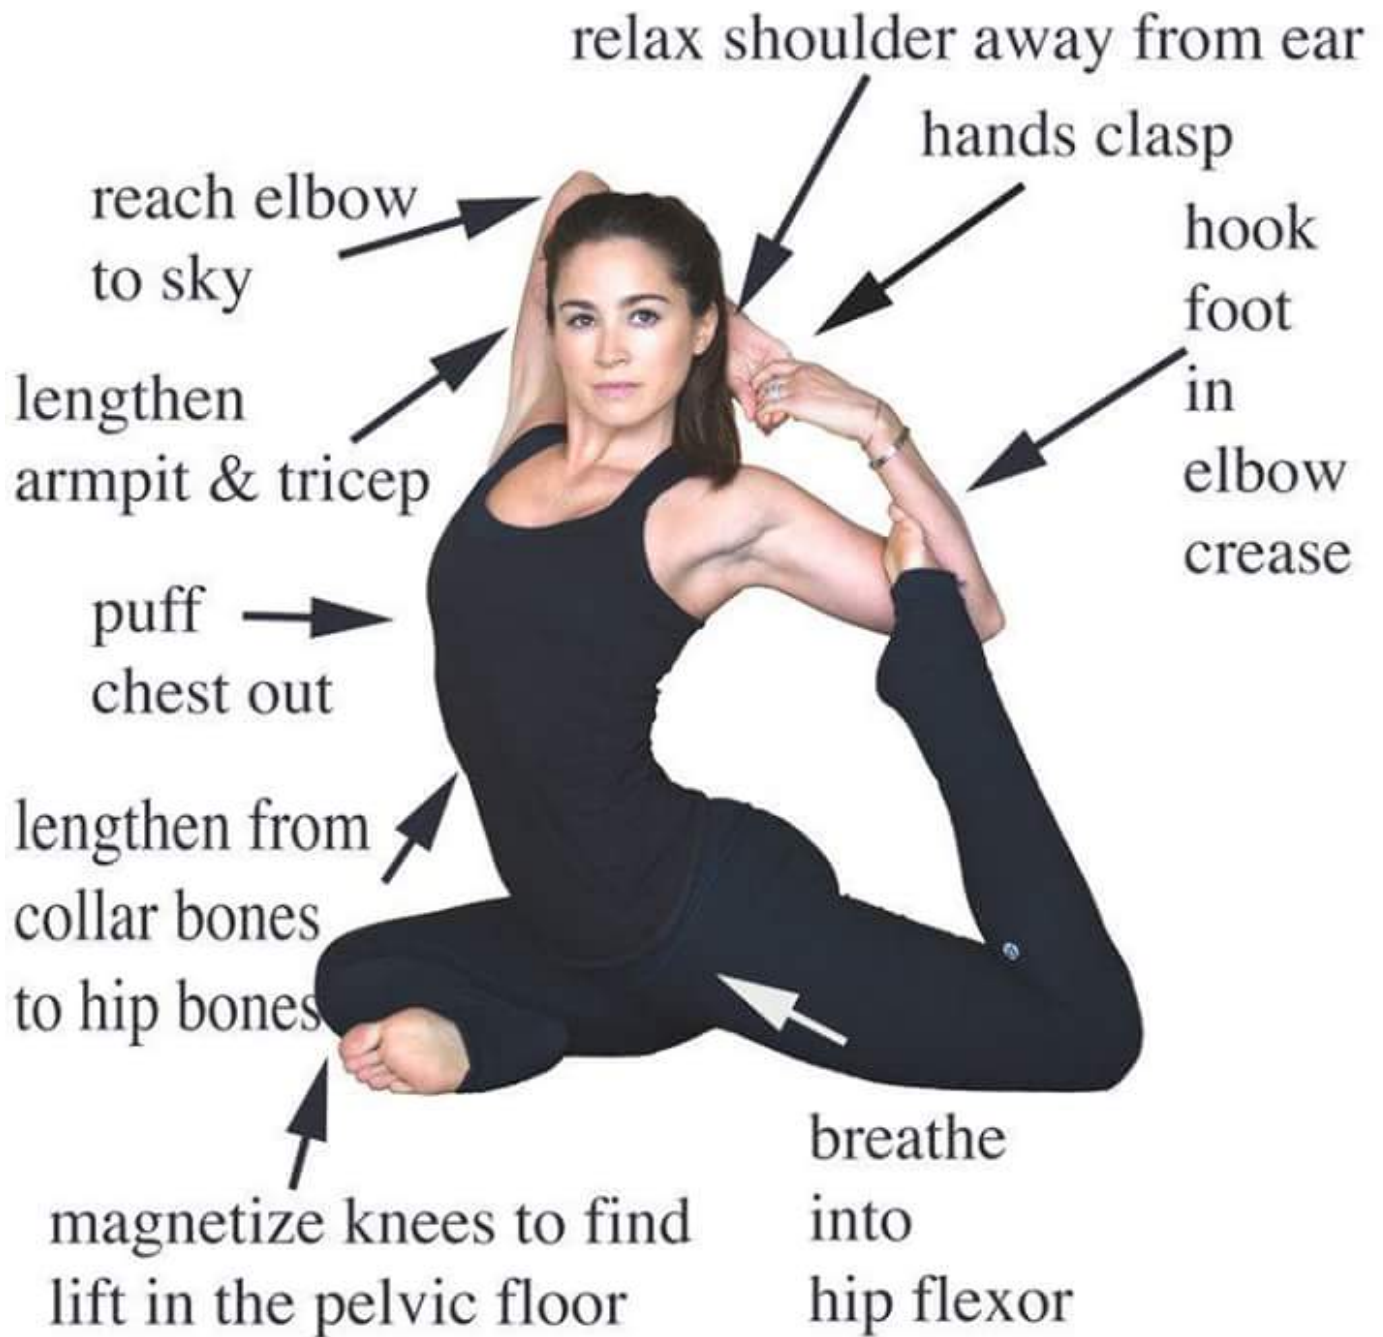 relax shoulder away from ear
hands clasp
reach elbow
to sky
hook
foot
in
elbow
crease
lengthen
armpit & tricep
puff
chest out
lengthen from
collar bones
to hip bones
breathe
into
hip flexor
magnetize knees to find
lift in the pelvic floor